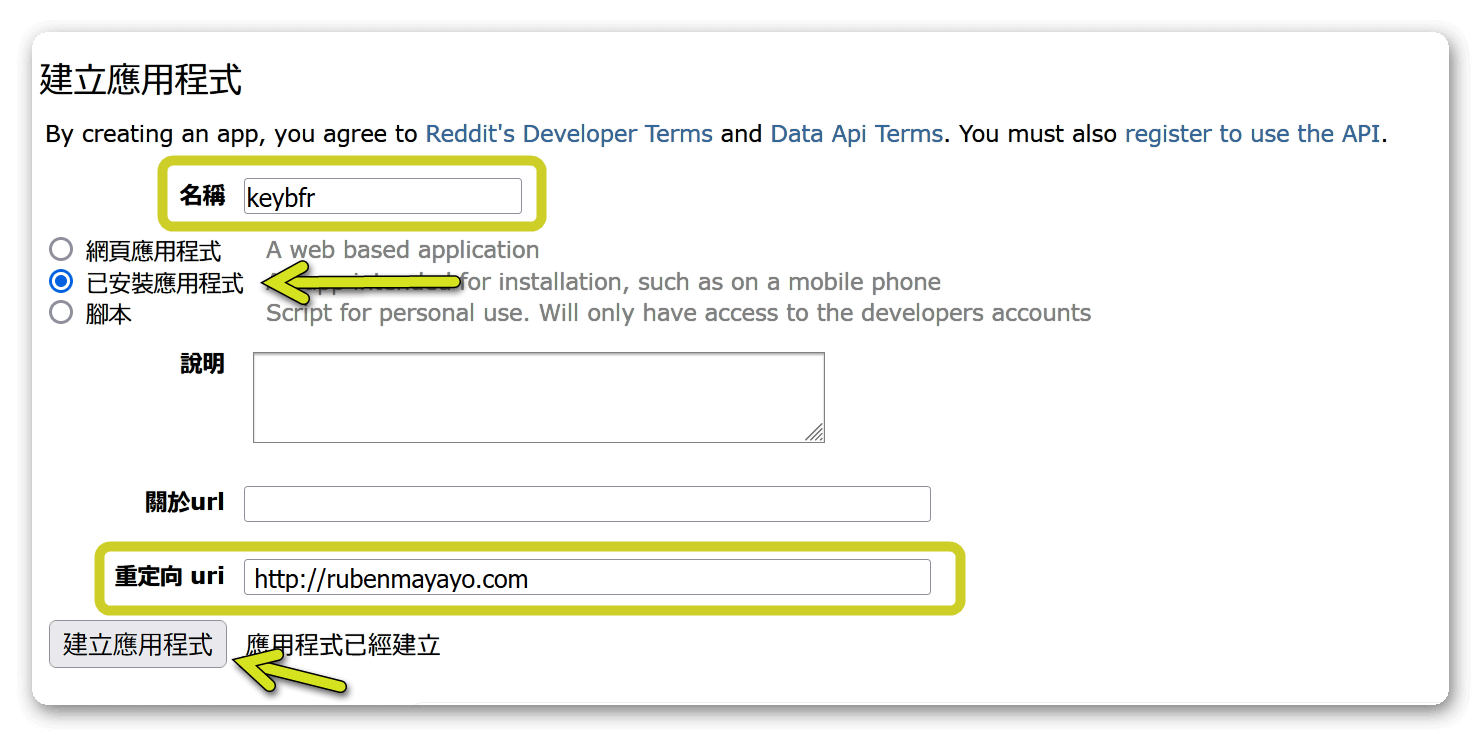 建立應用程式
By creating an app, you agree to Reddit's Developer Terms and Data Api Terms. You must also register to use the API.
名稱 keybfr
網頁應用程式 A web based application
已安裝應用程式 for installation, such as on a mobile phone
腳本 Script for personal use. Will only have access to the developers accounts
說明
關於url
重定向 uri http://rubenmayayo.com
建立應用程式 應用程式已經建立